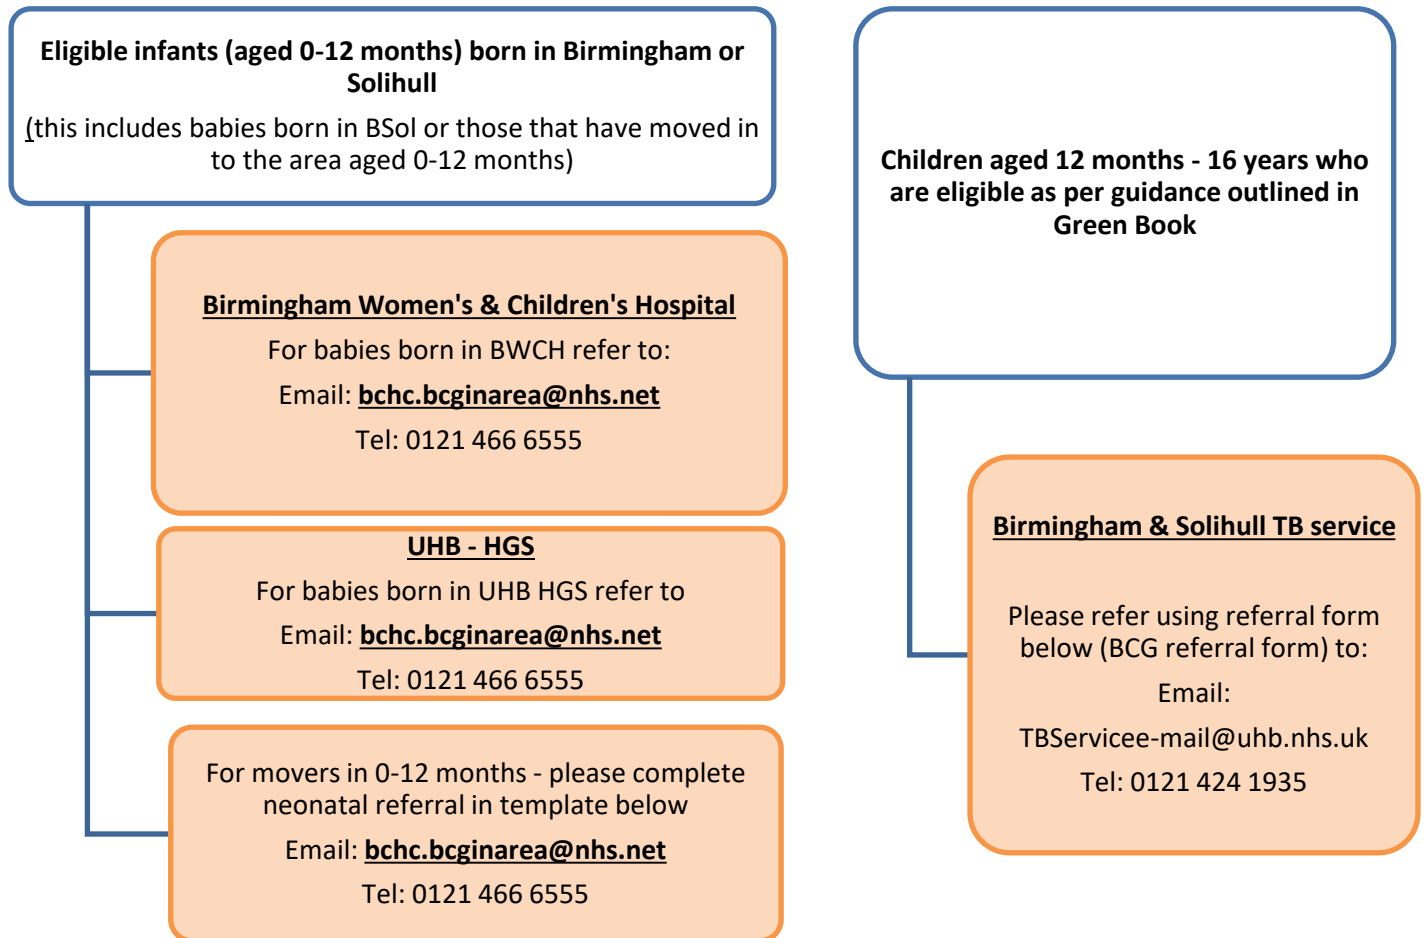 Eligible infants (aged 0-12 months) born in Birmingham or
Solihull
(this includes babies born in BSol or those that have moved in
to the area aged 0-12 months)
Birmingham Women's & Children's Hospital
For babies born in BWCH refer to:
Email: bchc.bcginarea@nhs.net
Tel: 0121 466 6555
UHB - HGS
For babies born in UHB HGS refer to
Email: bchc.bcginarea@nhs.net
Tel: 0121 466 6555
For movers in 0-12 months - please complete
neonatal referral in template below
Email: bchc.bcginarea@nhs.net
Tel: 0121 466 6555
Children aged 12 months - 16 years who
are eligible as per guidance outlined in
Green Book
Birmingham & Solihull TB service
Please refer using referral form
below (BCG referral form) to:
Email:
TBServicee-mail@uhb.nhs.uk
Tel: 0121 424 1935